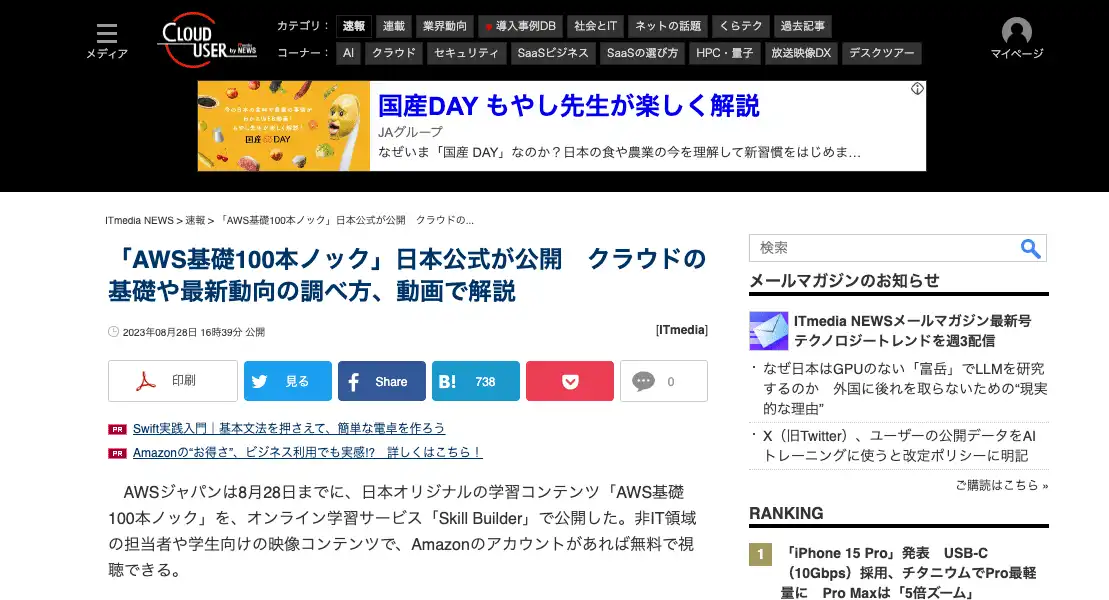 メディア
CLOUD
USER by ITmedia NEWS
カテゴリ： 速報 連載 業界動向 導入事例DB 社会とIT ネットの話題 くらテク 過去記事
コーナー： AI クラウド セキュリティ SaaSビジネス SaaSの選び方 HPC・量子 放送映像DX デスクツアー
マイページ
国産DAY
国産DAY もやし先生が楽しく解説
JAグループ
なぜいま「国産 DAY」なのか？日本の食や農業の今を理解して新習慣をはじめま…
ITmedia NEWS > 速報 > 「AWS基礎100本ノック」日本公式が公開　クラウドの...
「AWS基礎100本ノック」日本公式が公開　クラウドの
基礎や最新動向の調べ方、動画で解説
2023年08月28日 16時39分 公開
[ITmedia]
印刷 見る Share B! 738 0
PR Swift実践入門｜基本文法を押さえて、簡単な電卓を作ろう
PR Amazonの“お得さ”、ビジネス利用でも実感!?　詳しくはこちら！
AWSジャパンは8月28日までに、日本オリジナルの学習コンテンツ「AWS基礎
100本ノック」を、オンライン学習サービス「Skill Builder」で公開した。非IT領域
の担当者や学生向けの映像コンテンツで、Amazonのアカウントがあれば無料で視
聴できる。
検索
メールマガジンのお知らせ
ITmedia NEWSメールマガジン最新号
テクノロジートレンドを週3配信
・なぜ日本はGPUのない「富岳」でLLMを研究
するのか　外国に後れを取らないための“現実
的な理由”
・X（旧Twitter）、ユーザーの公開データをAI
トレーニングに使うと改定ポリシーに明記
ご購読はこちら »
RANKING
1 「iPhone 15 Pro」発表　USB-C
（10Gbps）採用、チタニウムでPro最軽
量に　Pro Maxは「5倍ズーム」